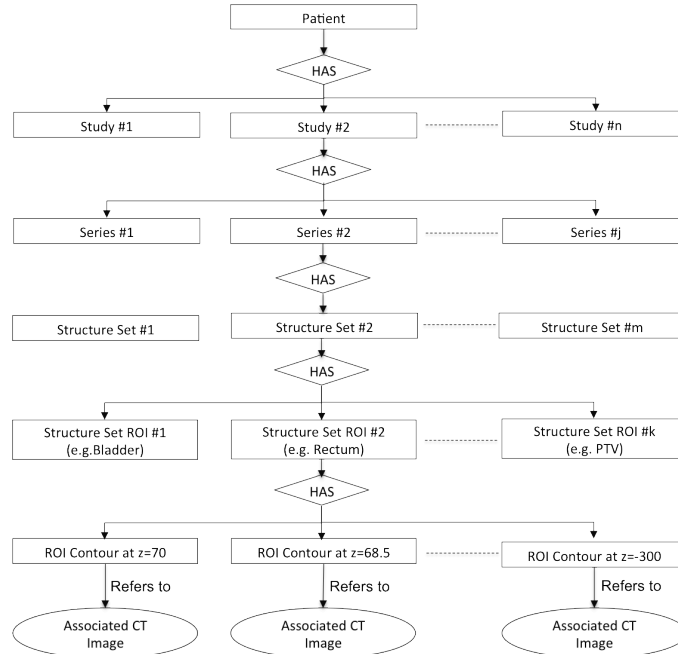 Patient
HAS
Study #1
Study #2
Study #n
HAS
Series #1
Series #2
Series #j
HAS
Structure Set #1
Structure Set #2
Structure Set #m
HAS
Structure Set ROI #1
(e.g.Bladder)
Structure Set ROI #2
(e.g. Rectum)
Structure Set ROI #k
(e.g. PTV)
HAS
ROI Contour at z=70
ROI Contour at z=68.5
ROI Contour at z=-300
Refers to
Refers to
Refers to
Associated CT
Image
Associated CT
Image
Associated CT
Image